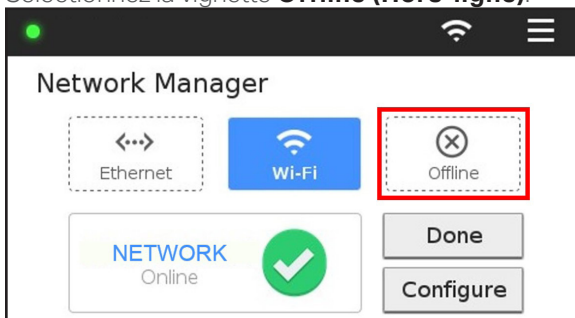 Sélectionnez la vignette Offline (Hors-ligne).
Network Manager
Ethernet
Wi-Fi
Offline
NETWORK
Online
Done
Configure